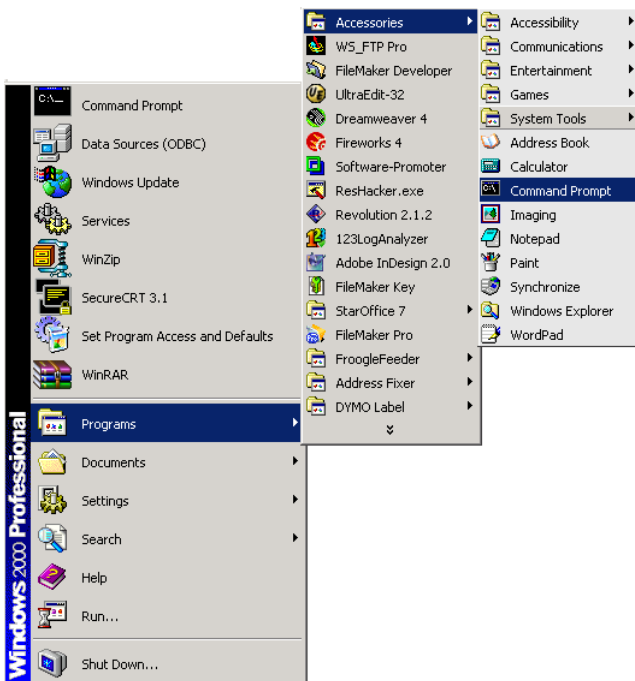 Command Prompt
Data Sources (ODBC)
Windows Update
Services
WinZip
SecureCRT 3.1
Set Program Access and Defaults
WinRAR
Programs
Documents
Settings
Search
Help
Run...
Shut Down...
Windows 2000 Professional
Accessories
WS_FTP Pro
FileMaker Developer
UltraEdit-32
Dreamweaver 4
Fireworks 4
Software-Promoter
ResHacker.exe
Revolution 2.1.2
123LogAnalyzer
Adobe InDesign 2.0
FileMaker Key
StarOffice 7
FileMaker Pro
FroogleFeeder
Address Fixer
DYMO Label
Accessibility
Communications
Entertainment
Games
System Tools
Address Book
Calculator
Command Prompt
Imaging
Notepad
Paint
Synchronize
Windows Explorer
WordPad